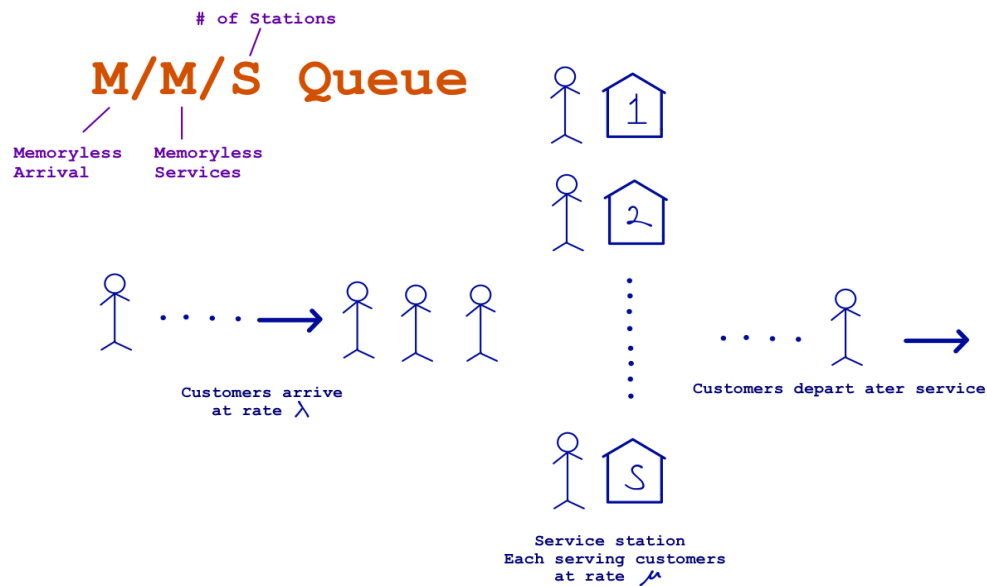 # of Stations
M/M/S Queue
Memoryless
Arrival
Memoryless
Services
1
2
Customers arrive
at rate λ
Customers depart ater service
S
Service station
Each serving customers
at rate μ